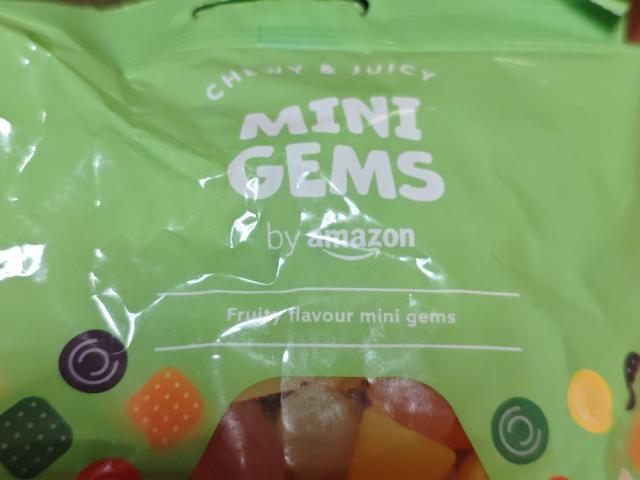 CHEWY & JUICY
MINI
GEMS
by amazon
Fruity flavour mini gems